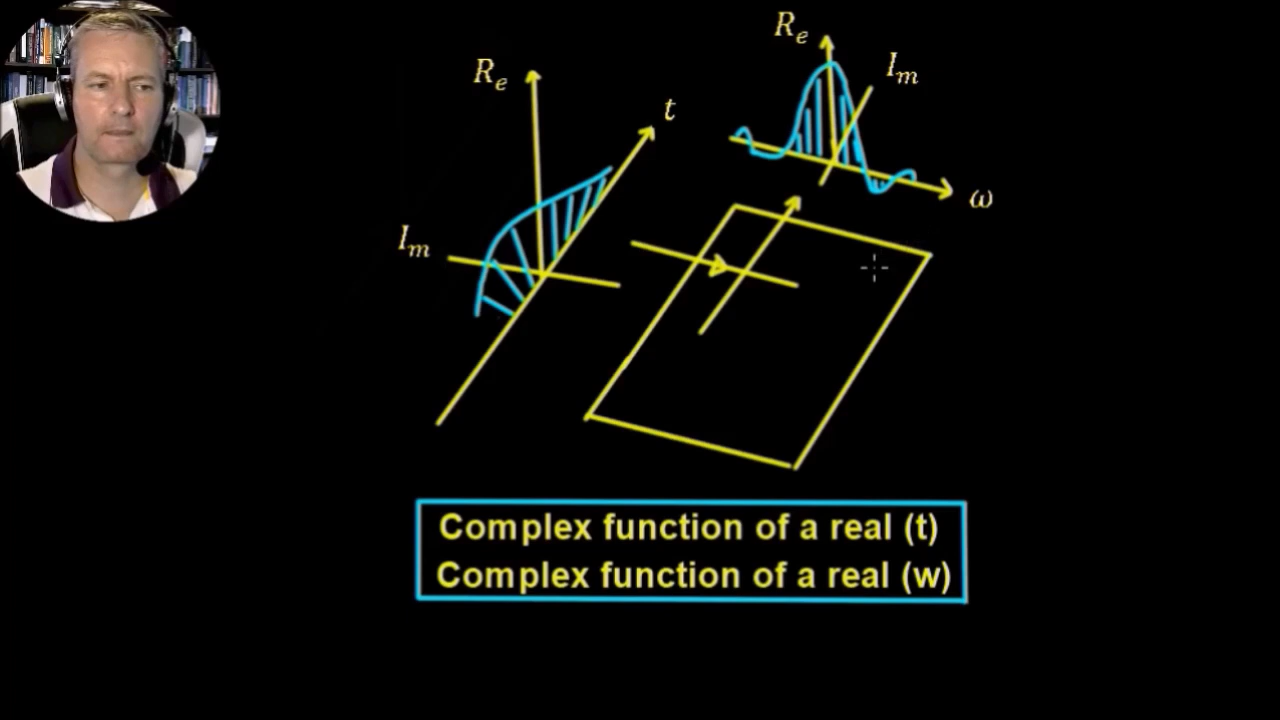 Re
Im
Re
t
Im
ω
Complex function of a real (t)
Complex function of a real (w)